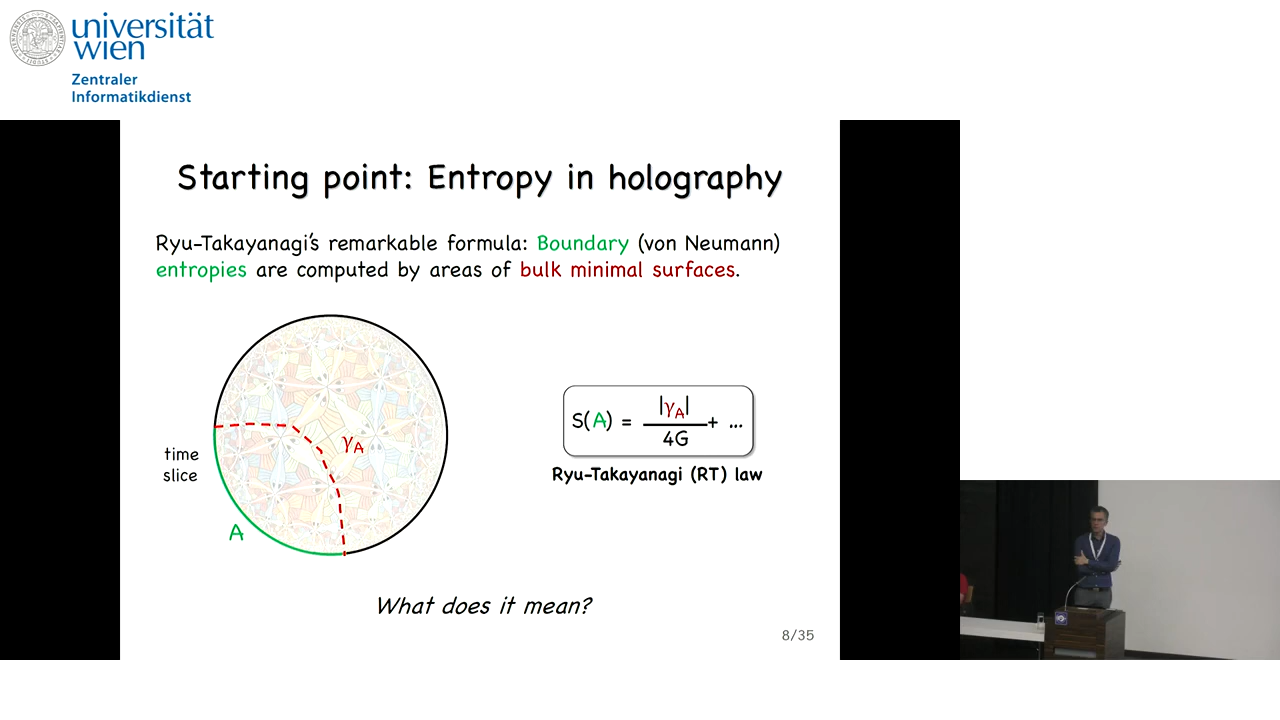 universität
wien
Zentraler
Informatikdienst
Starting point: Entropy in holography
Ryu-Takayanagi's remarkable formula: Boundary (von Neumann)
entropies are computed by areas of bulk minimal surfaces.
time
slice
A
γA
S(A) = |γA| / 4G + ...
Ryu-Takayanagi (RT) law
What does it mean?
8/35